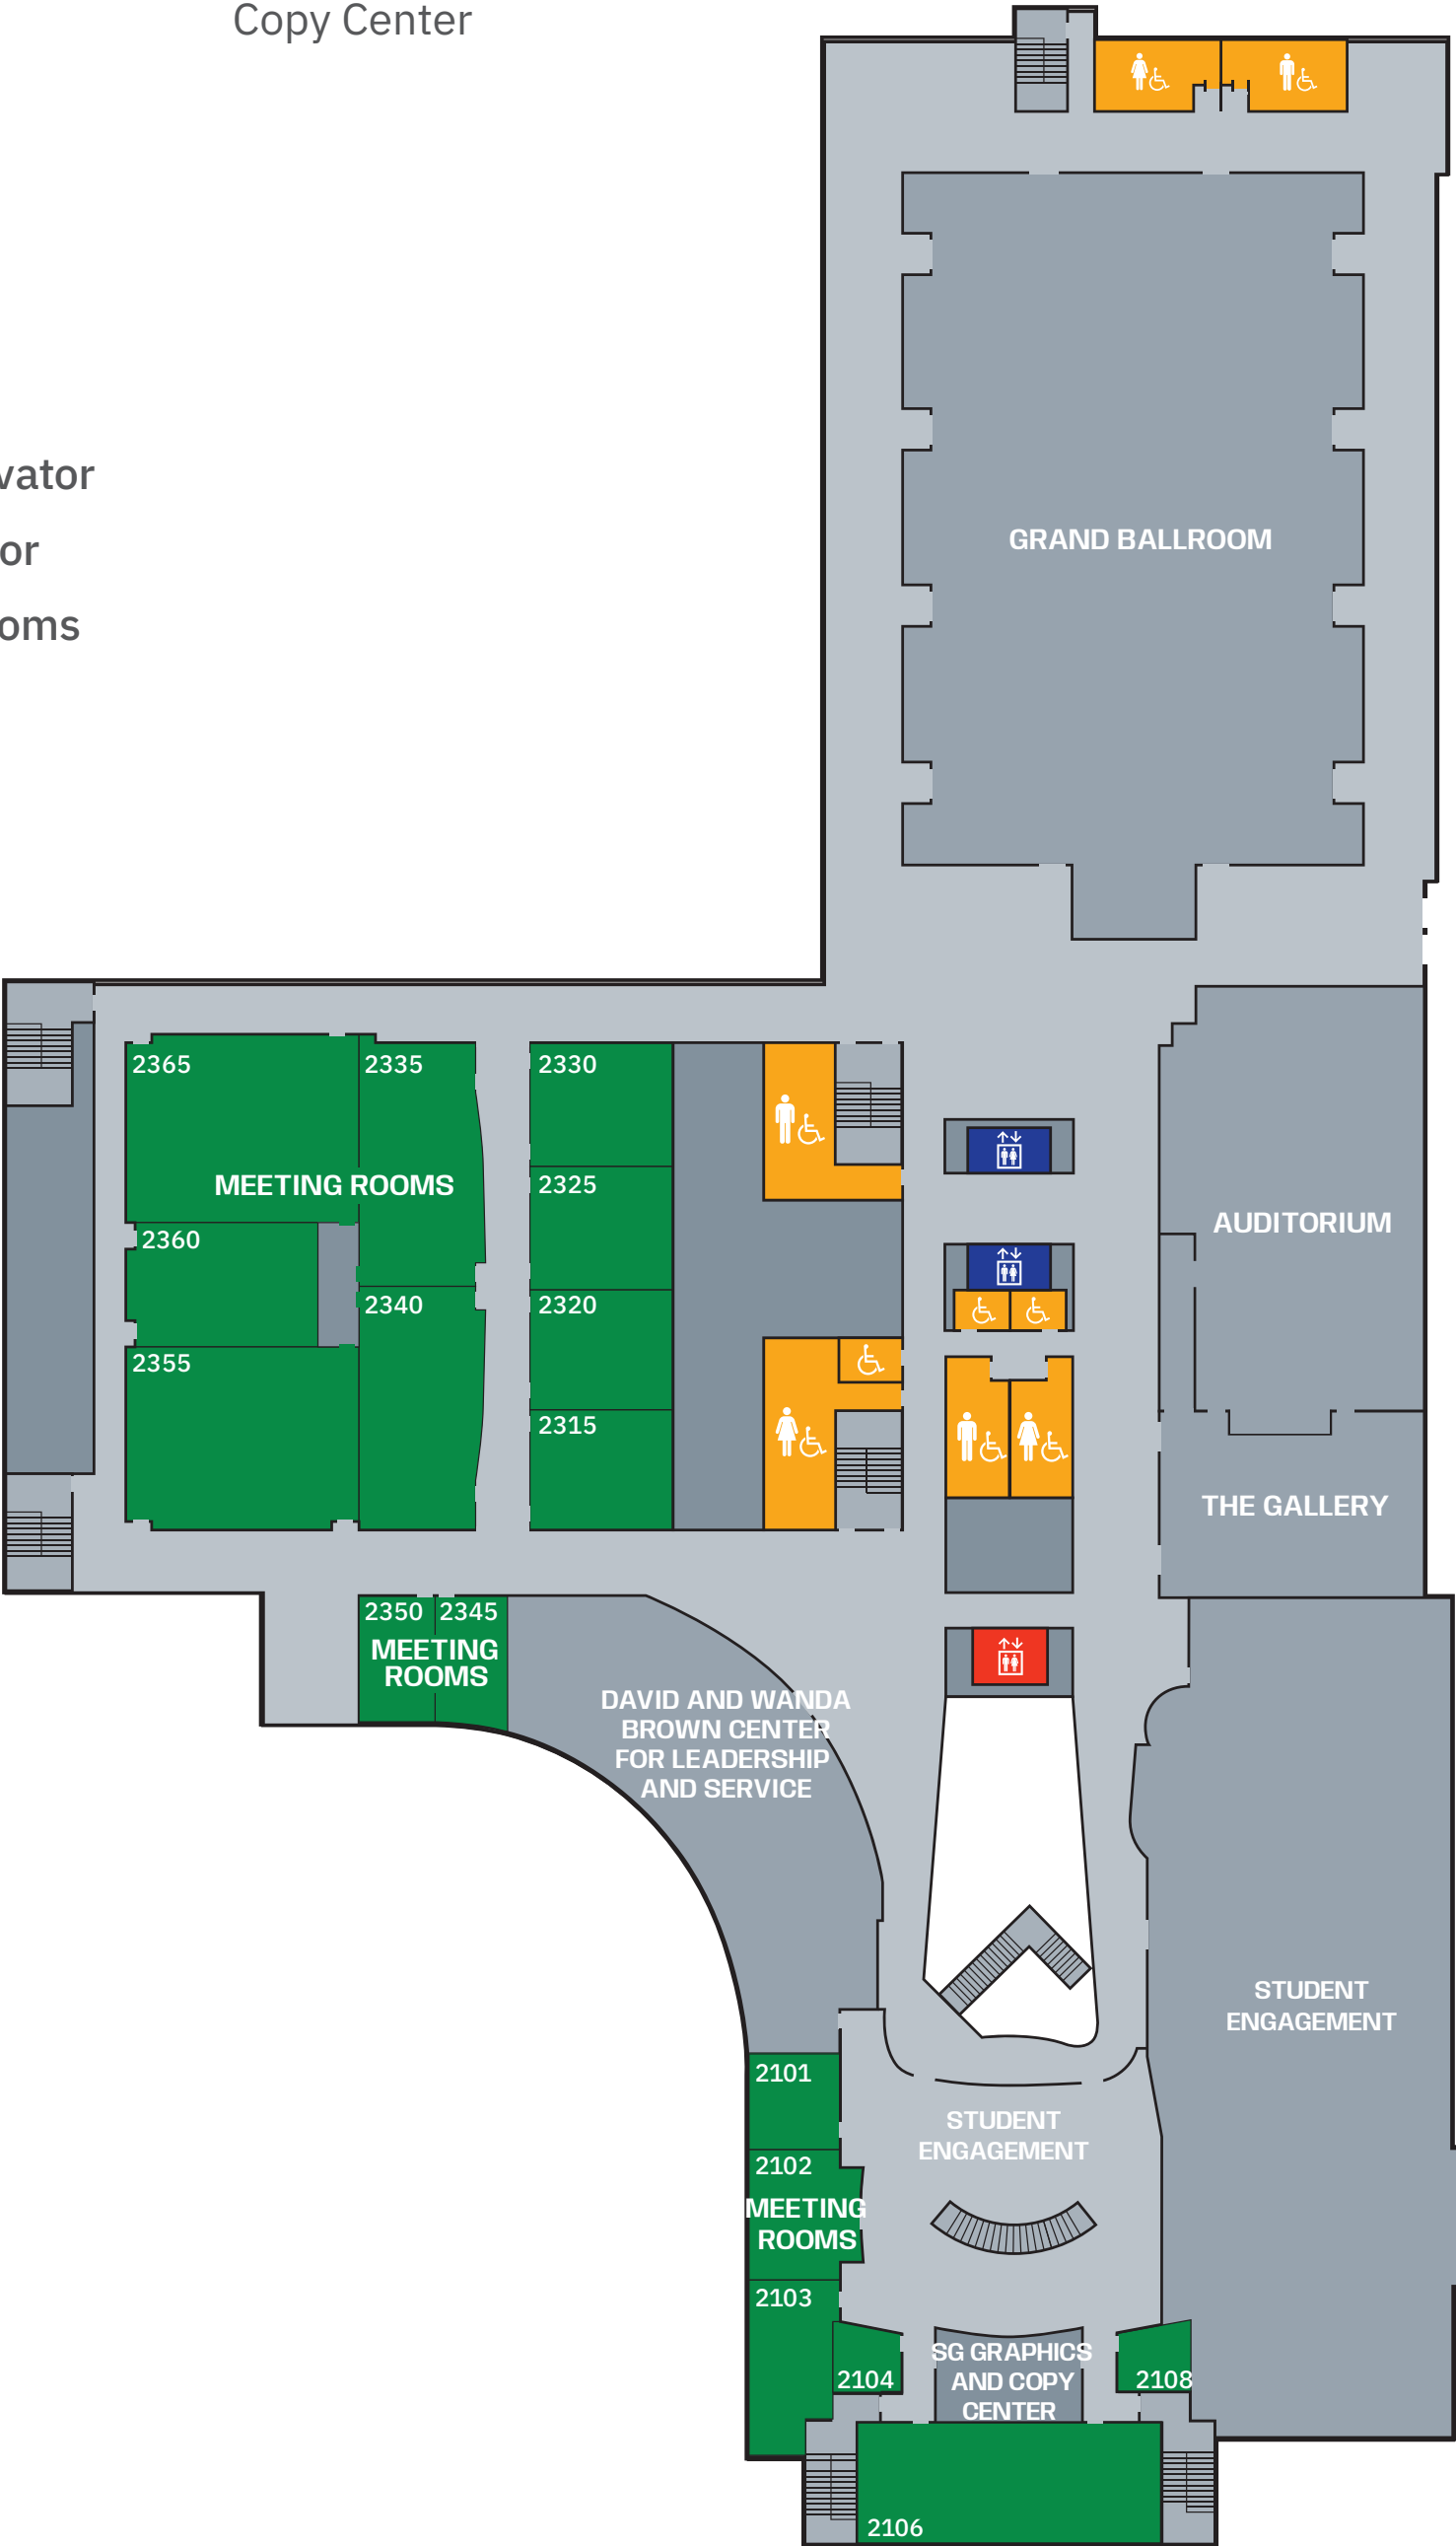 Copy Center
vator
or
oms
GRAND BALLROOM
2365
2335
2330
MEETING ROOMS
2325
2360
AUDITORIUM
2340
2320
2355
2315
THE GALLERY
2350
2345
MEETING
ROOMS
DAVID AND WANDA
BROWN CENTER
FOR LEADERSHIP
AND SERVICE
STUDENT
ENGAGEMENT
2101
STUDENT
ENGAGEMENT
2102
MEETING
ROOMS
2103
SG GRAPHICS
AND COPY
CENTER
2104
2108
2106